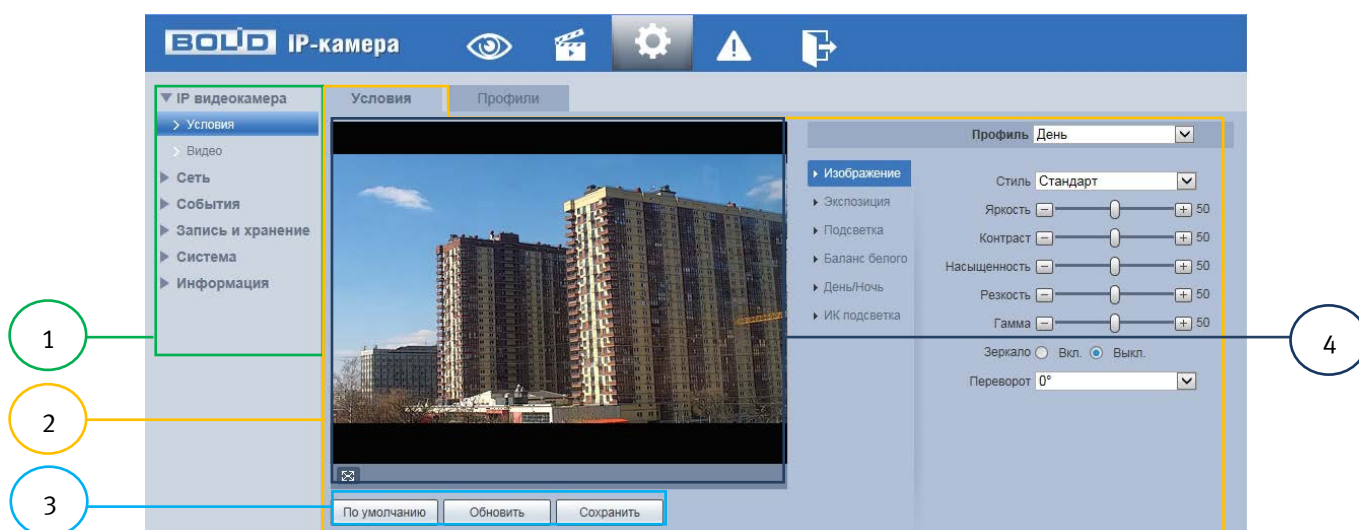 BOLID IP-камера
IP видеокамера
Условия
Видео
Сеть
События
Запись и хранение
Система
Информация
Условия
Профили
Профиль День
Изображение
Экспозиция
Подсветка
Баланс белого
День/Ночь
ИК подсветка
Стиль Стандарт
Яркость 50
Контраст 50
Насыщенность 50
Резкость 50
Гамма 50
Зеркало Вкл. Выкл.
Переворот 0°
По умолчанию
Обновить
Сохранить
1
2
3
4